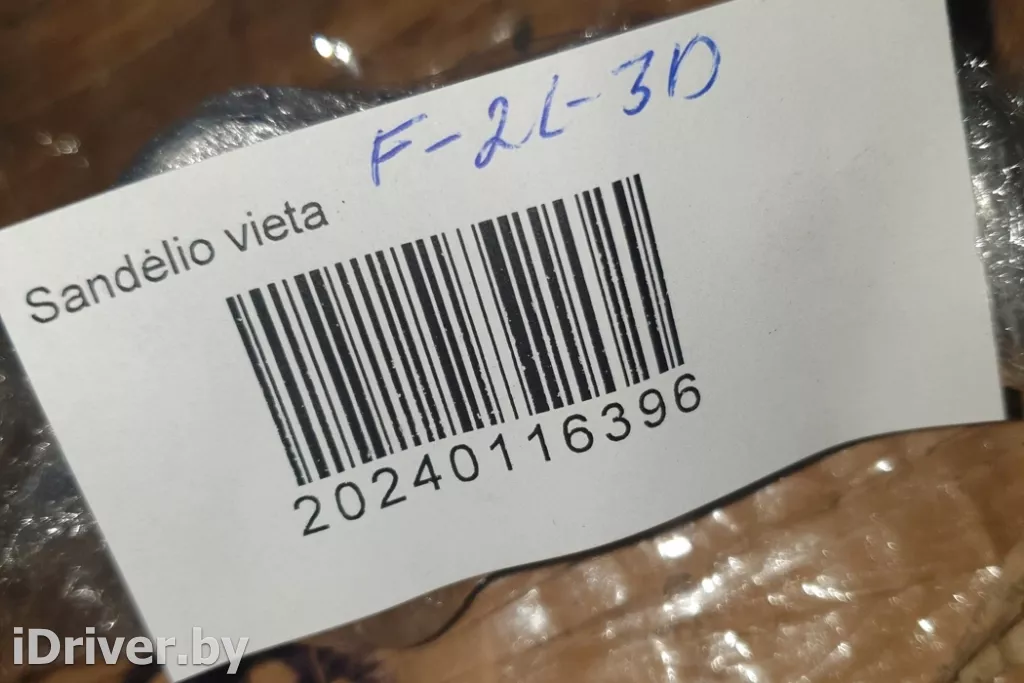 F-2L-3D
Sandėlio vieta
20240116396
iDriver.by